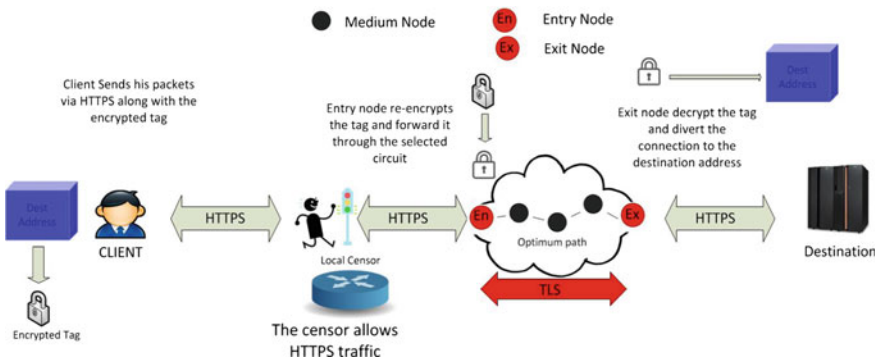 Medium Node
En
Entry Node
Ex
Exit Node
Client Sends his packets
via HTTPS along with the
encrypted tag
Entry node re-encrypts
the tag and forward it
through the selected
circuit
Dest
Address
Exit node decrypt the tag
and divert the
connection to the
destination address
Dest
Address
CLIENT
HTTPS
HTTPS
En
Ex
Optimum path
HTTPS
Destination
Local Censor
TLS
Encrypted Tag
The censor allows
HTTPS traffic